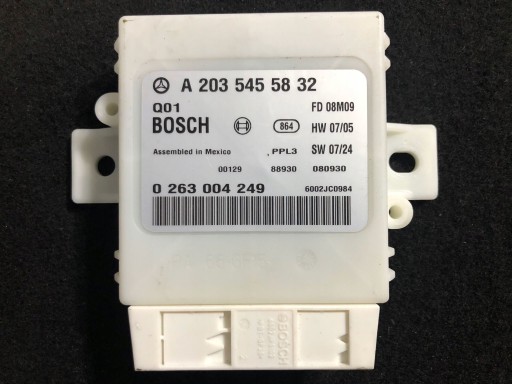 A 203 545 58 32
Q01 FD 08M09
BOSCH 864 HW 07/05
Assembled in Mexico ,PPL3 SW 07/24
00129 88930 080930
0 263 004 249 6002JC0984
BOSCH